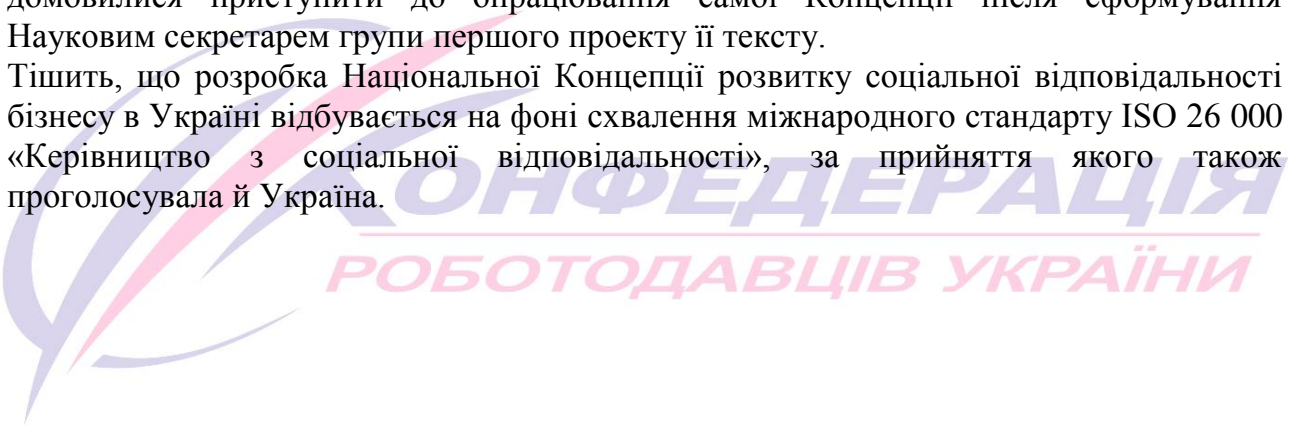 домовилися приступити до опрацювання самої Концепції після сформування
Науковим секретарем групи першого проекту її тексту.
Тішить, що розробка Національної Концепції розвитку соціальної відповідальності
бізнесу в Україні відбувається на фоні схвалення міжнародного стандарту ISO 26 000
«Керівництво з соціальної відповідальності», за прийняття якого також
проголосувала й Україна.
КОНФЕДЕРАЦІЯ
РОБОТОДАВЦІВ УКРАЇНИ